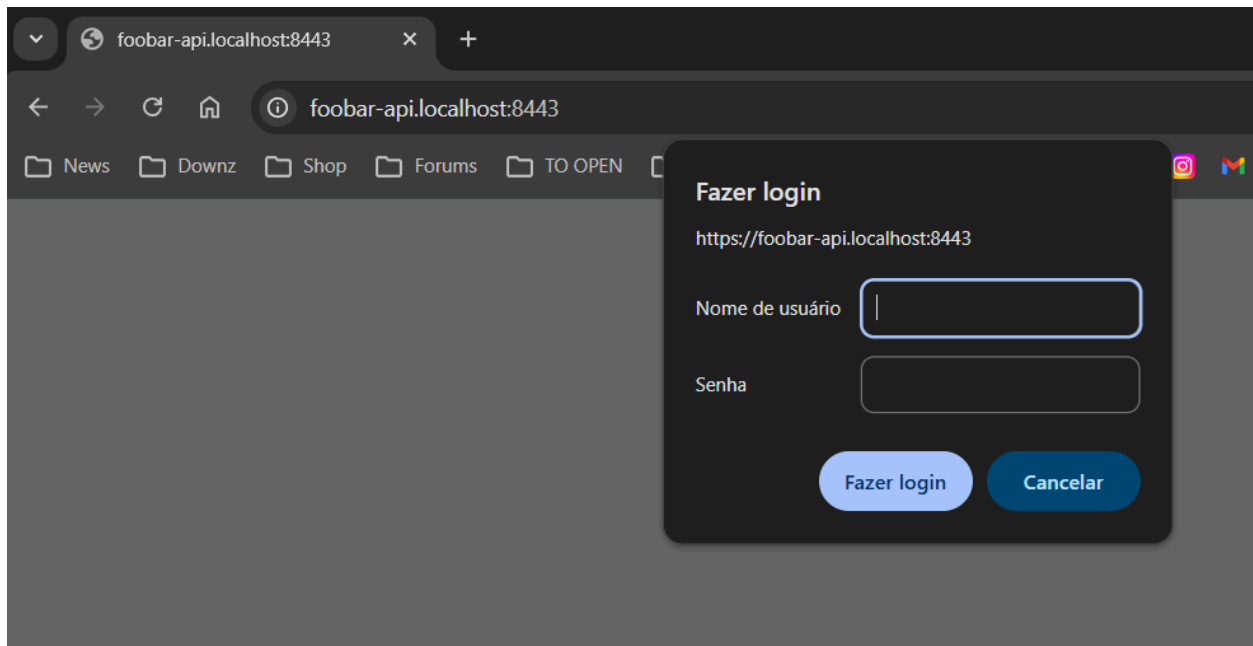 foobar-api.localhost:8443
foobar-api.localhost:8443
News Downz Shop Forums TO OPEN
Fazer login
https://foobar-api.localhost:8443
Nome de usuário
Senha
Fazer login Cancelar